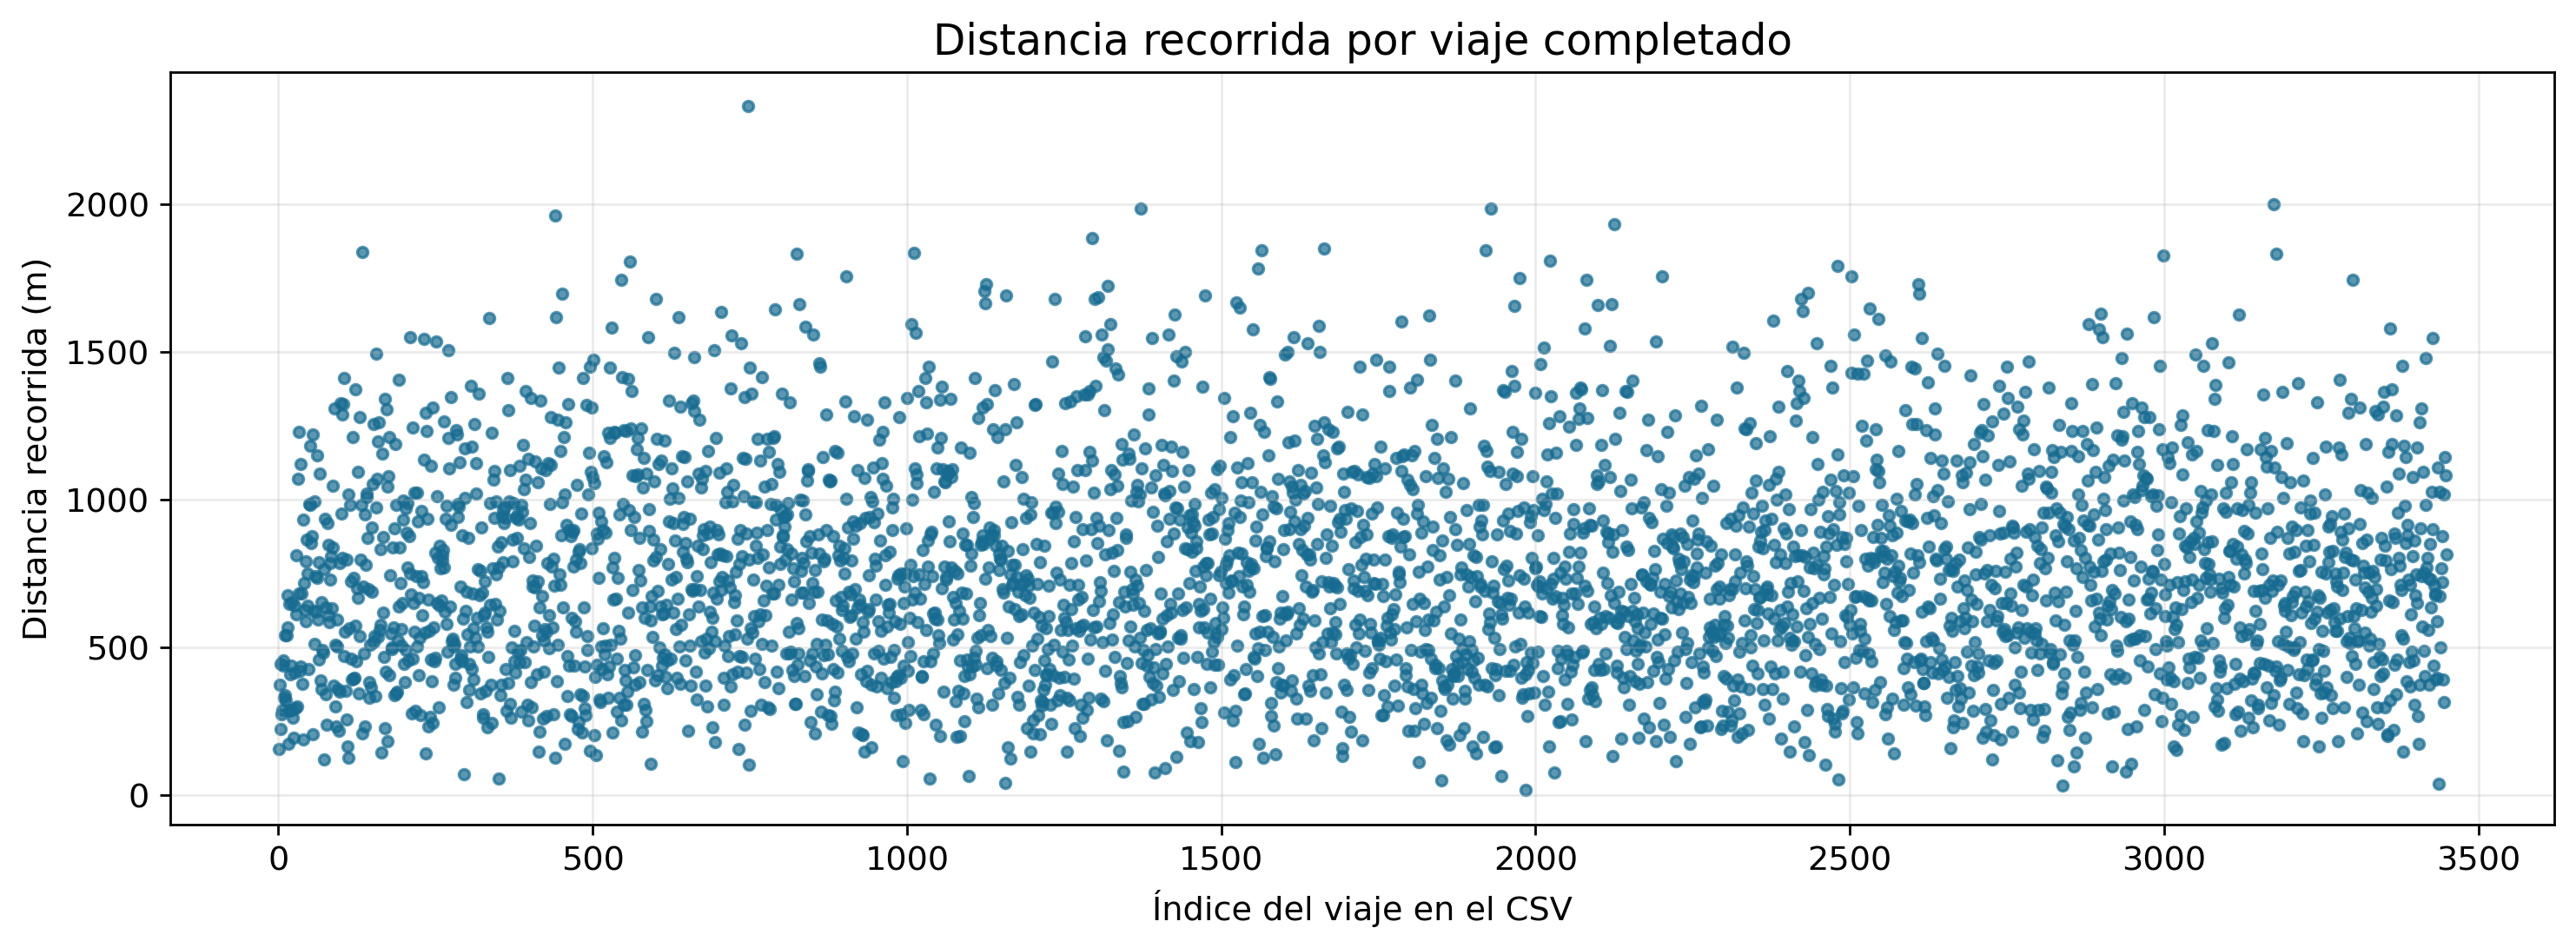 Distancia recorrida por viaje completado
Distancia recorrida (m)
2000
1500
1000
500
0
0 500 1000 1500 2000 2500 3000 3500
Índice del viaje en el CSV